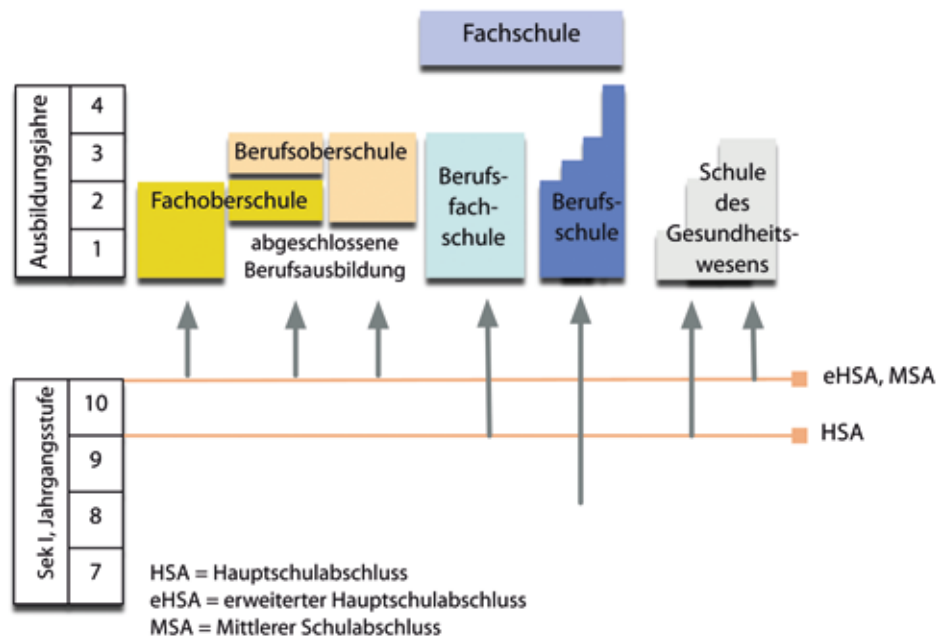 Fachschule
Ausbildungsjahre
4
3
2
1
Berufsoberschule
Fachoberschule
abgeschlossene
Berufsausbildung
Berufs-
fach-
schule
Berufs-
schule
Schule
des
Gesundheits-
wesens
Sek I, Jahrgangsstufe
10
9
8
7
eHSA, MSA
HSA
HSA = Hauptschulabschluss
eHSA = erweiterter Hauptschulabschluss
MSA = Mittlerer Schulabschluss